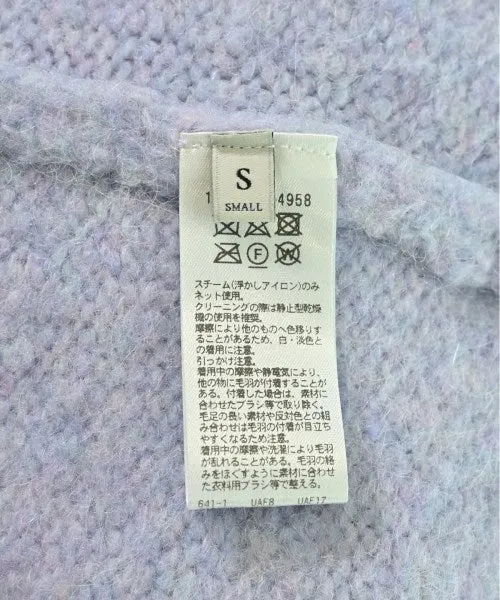 S
SMALL
1 4958
F W
スチーム(浮かしアイロン)のみ
ネット使用。
クリーニングの際は静止型乾燥
機の使用を推奨。
摩擦により他のものへ色移りす
ることがあるため、白・淡色と
の着用に注意。
引っかけ注意。
着用中の摩擦や静電気により、
他の物に毛羽が付着することが
ある。付着した場合は、素材に
合わせたブラシ等で取り除く。
毛足の長い素材や反対色との組
み合わせは毛羽の付着が目立ち
やすくなるため注意。
着用中の摩擦や洗濯により毛羽
が乱れることがある。毛羽の絡
みをほぐすように素材に合わせ
た衣料用ブラシ等で整える。
641-1 UAF8 UAF17